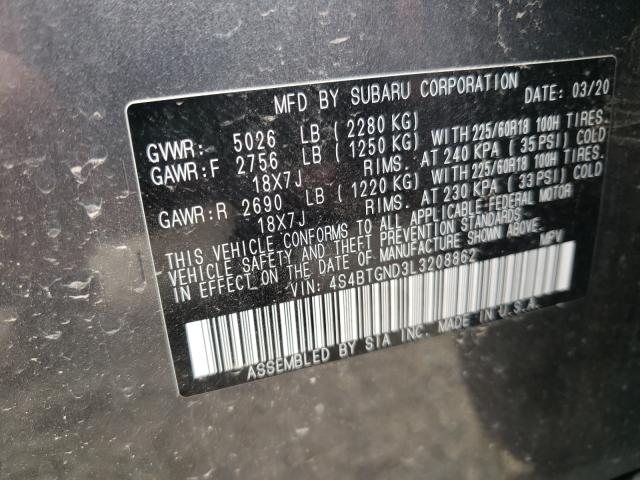 MFD BY SUBARU CORPORATION DATE: 03/20
GVWR: 5026 LB (2280 KG)
GAWR:F 2756 LB (1250 KG) WITH 225/60R18 100H TIRES.
18X7J RIMS. AT 240 KPA (35 PSI) COLD
GAWR:R 2690 LB (1220 KG) WITH 225/60R18 100H TIRES.
18X7J RIMS. AT 230 KPA (33 PSI) COLD
THIS VEHICLE CONFORMS TO ALL APPLICABLE FEDERAL MOTOR
VEHICLE SAFETY AND THEFT PREVENTION STANDARDS
IN EFFECT ON THE DATE OF MANUFACTURE SHOWN ABOVE.
VIN: 4S4BTGND3L3208862 MPV
ASSEMBLED BY SIA INC. MADE IN U.S.A.